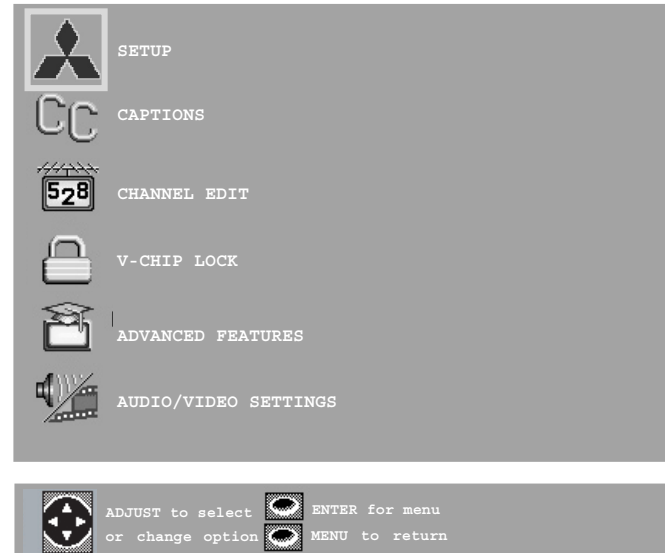 SETUP
CC
CAPTIONS
528
CHANNEL EDIT
V-CHIP LOCK
ADVANCED FEATURES
AUDIO/VIDEO SETTINGS
ADJUST to select ENTER for menu
or change option MENU to return